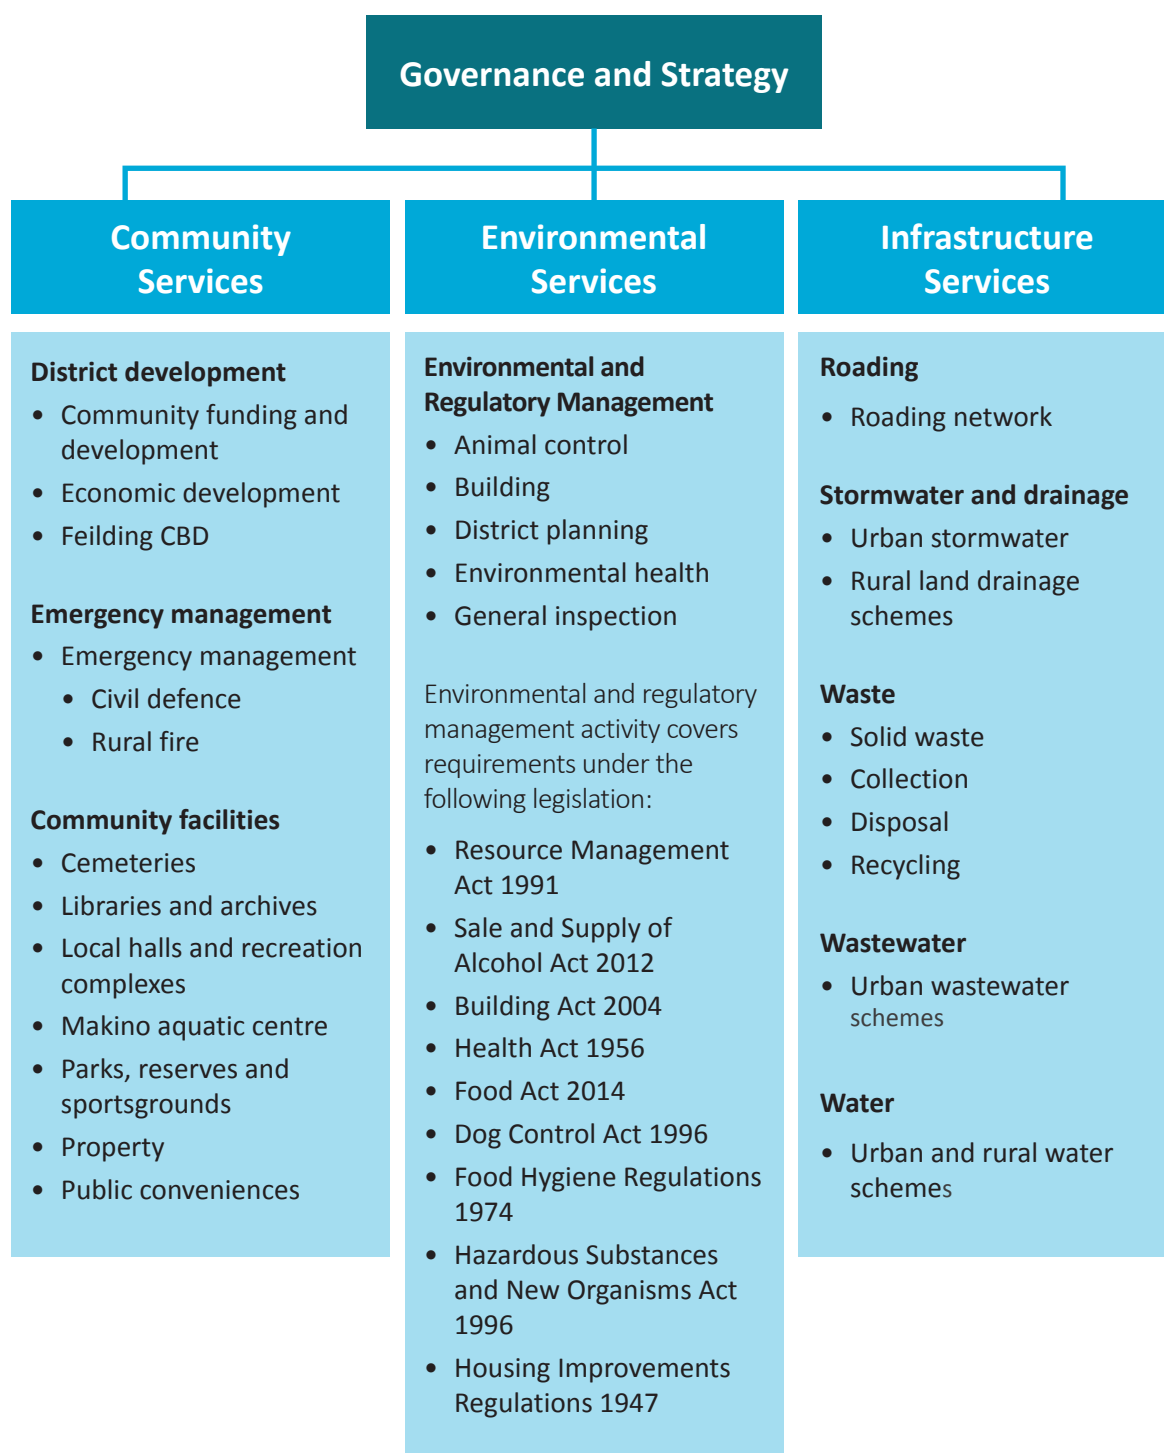 Governance and Strategy
Community
Services
District development
• Community funding and
development
• Economic development
• Feilding CBD
Emergency management
• Emergency management
• Civil defence
• Rural fire
Community facilities
• Cemeteries
• Libraries and archives
• Local halls and recreation
complexes
• Makino aquatic centre
• Parks, reserves and
sportsgrounds
• Property
• Public conveniences
Environmental
Services
Environmental and
Regulatory Management
• Animal control
• Building
• District planning
• Environmental health
• General inspection
Environmental and regulatory
management activity covers
requirements under the
following legislation:
• Resource Management
Act 1991
• Sale and Supply of
Alcohol Act 2012
• Building Act 2004
• Health Act 1956
• Food Act 2014
• Dog Control Act 1996
• Food Hygiene Regulations
1974
• Hazardous Substances
and New Organisms Act
1996
• Housing Improvements
Regulations 1947
Infrastructure
Services
Roading
• Roading network
Stormwater and drainage
• Urban stormwater
• Rural land drainage
schemes
Waste
• Solid waste
• Collection
• Disposal
• Recycling
Wastewater
• Urban wastewater
schemes
Water
• Urban and rural water
schemes